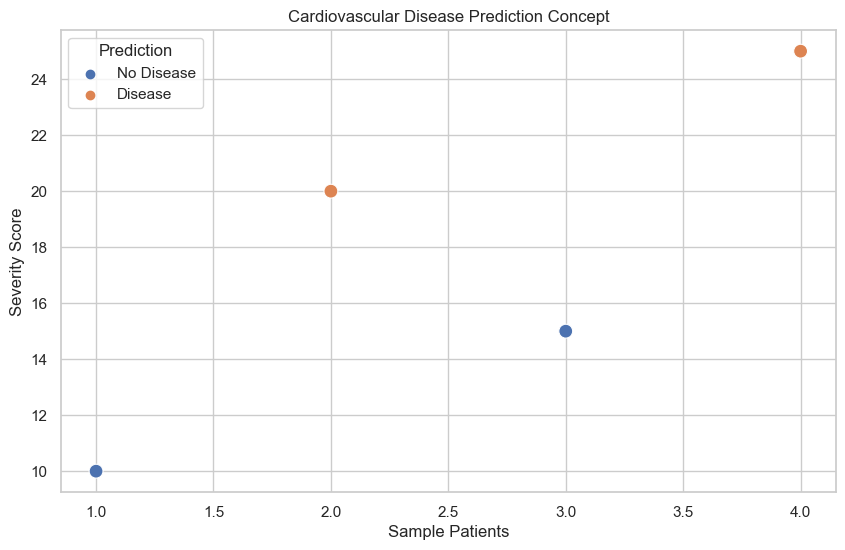 Cardiovascular Disease Prediction Concept
Prediction
No Disease
Disease
Severity Score
24
22
20
18
16
14
12
10
1.0 1.5 2.0 2.5 3.0 3.5 4.0
Sample Patients